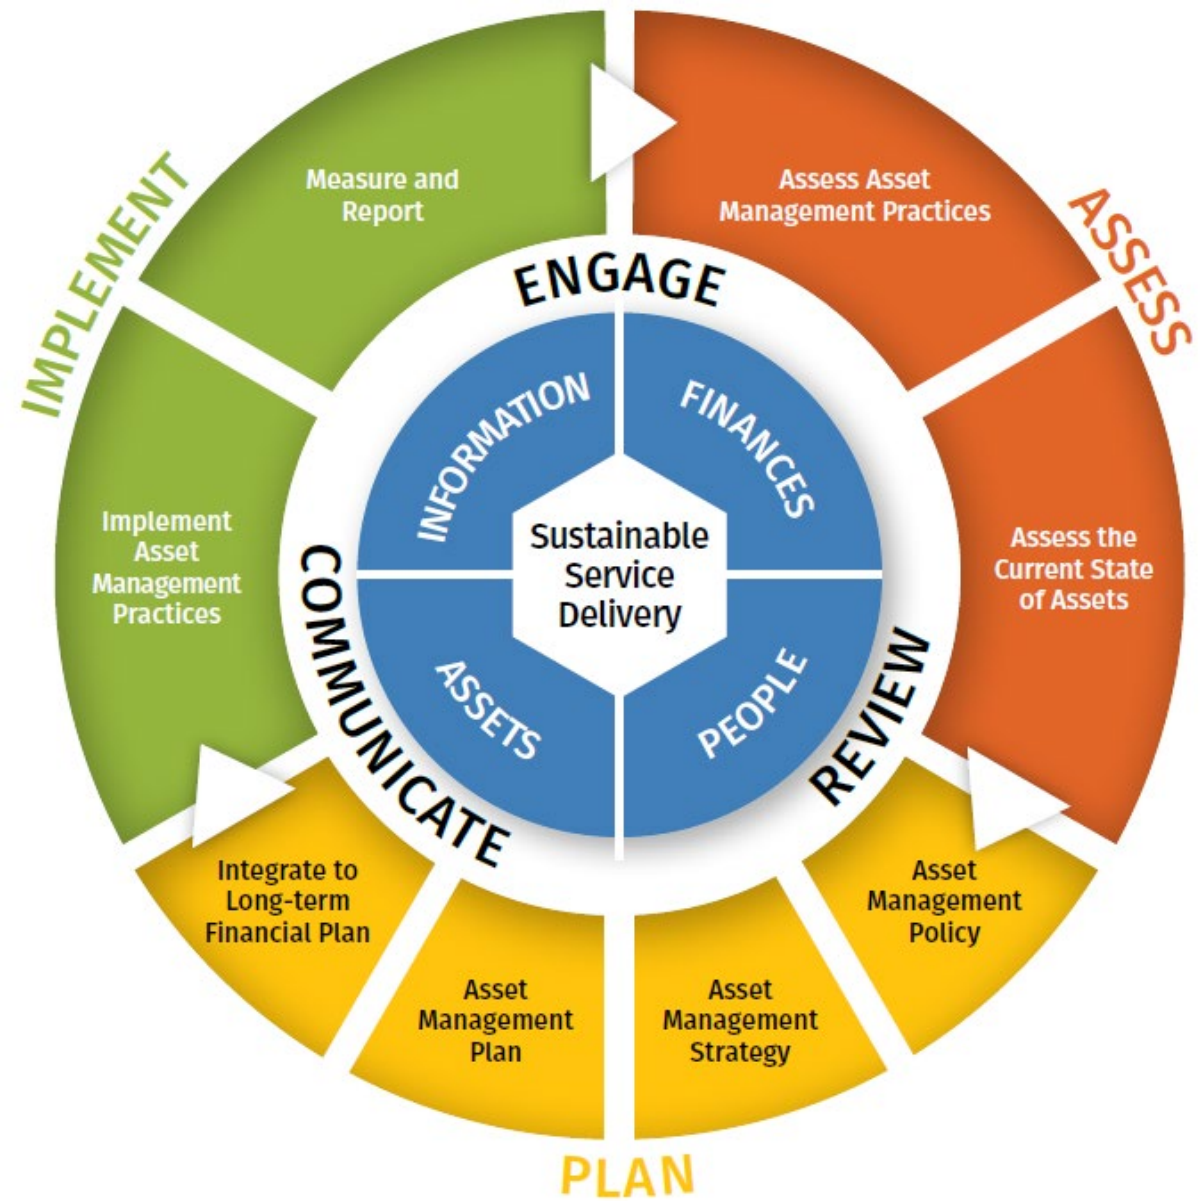 IMPLEMENT
Measure and
Report
Assess Asset
Management Practices
ASSESS
ENGAGE
INFORMATION
FINANCES
Implement
Asset
Management
Practices
Sustainable
Service
Delivery
Assess the
Current State
of Assets
COMMUNICATE
ASSETS
PEOPLE
REVIEW
Integrate to
Long-term
Financial Plan
Asset
Management
Plan
Asset
Management
Strategy
Asset
Management
Policy
PLAN